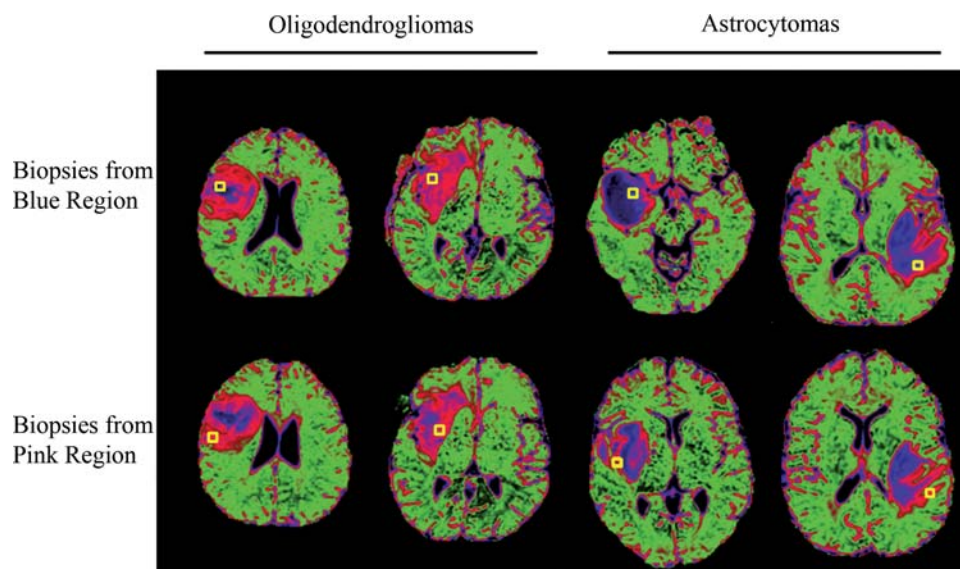 Oligodendrogliomas
Astrocytomas
Biopsies from
Blue Region
Biopsies from
Pink Region